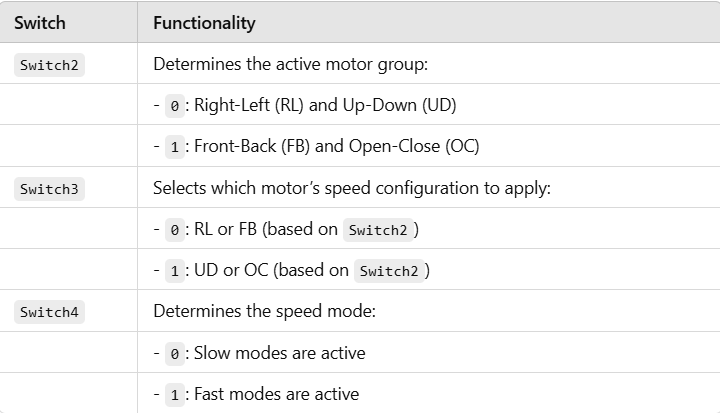 Switch Functionality
Switch2 Determines the active motor group:
- 0: Right-Left (RL) and Up-Down (UD)
- 1: Front-Back (FB) and Open-Close (OC)
Switch3 Selects which motor’s speed configuration to apply:
- 0: RL or FB (based on Switch2)
- 1: UD or OC (based on Switch2)
Switch4 Determines the speed mode:
- 0: Slow modes are active
- 1: Fast modes are active